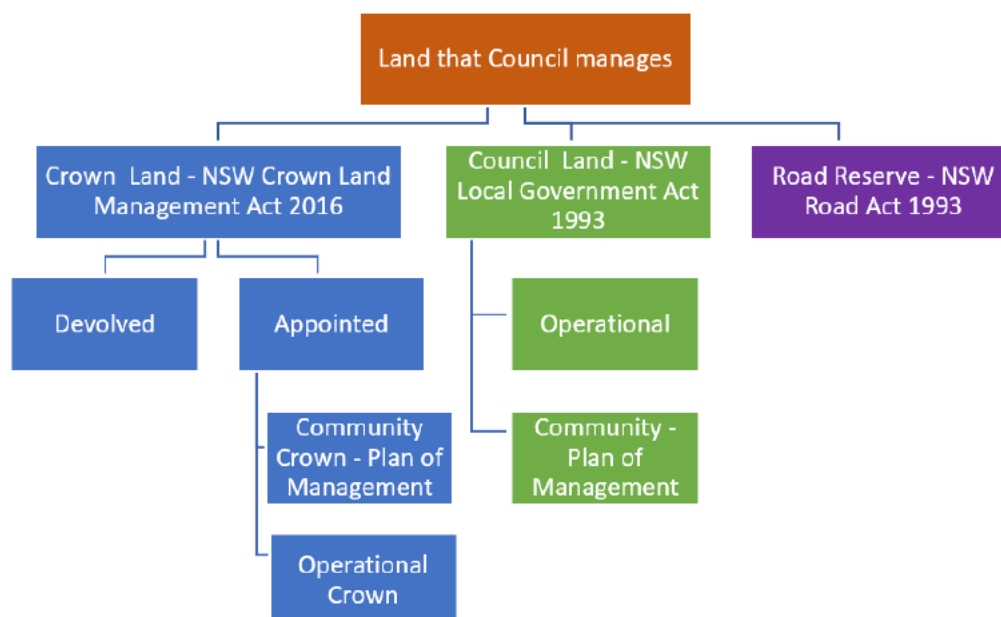 Land that Council manages
Crown Land - NSW Crown Land
Management Act 2016
Council Land - NSW
Local Government Act
1993
Road Reserve - NSW
Road Act 1993
Devolved
Appointed
Operational
Community
Crown - Plan of
Management
Community -
Plan of
Management
Operational
Crown